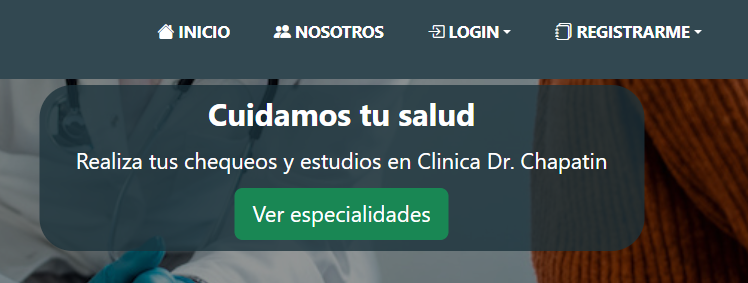 INICIO NOSOTROS LOGIN REGISTRARME
Cuidamos tu salud
Realiza tus chequeos y estudios en Clinica Dr. Chapatin
Ver especialidades